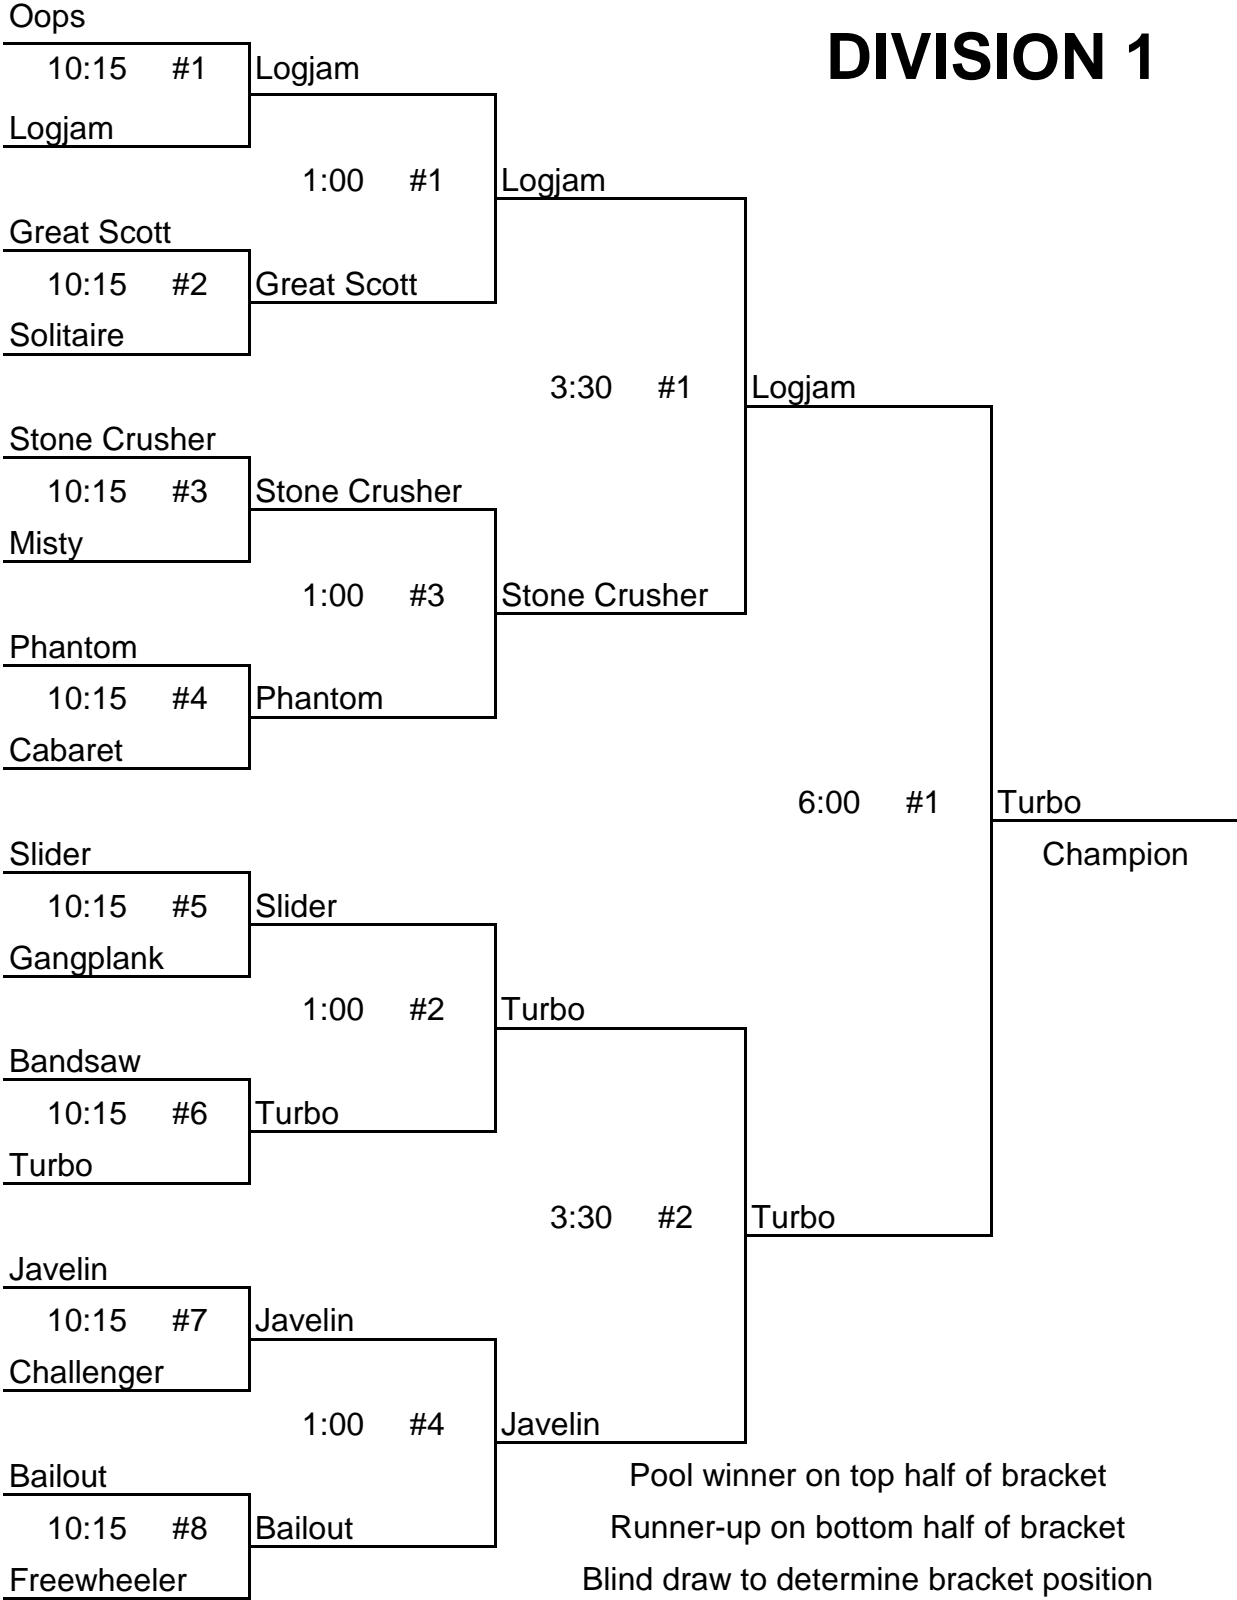 Oops
DIVISION 1
10:15 #1 Logjam
Logjam
1:00 #1 Logjam
Great Scott
10:15 #2 Great Scott
Solitaire
3:30 #1 Logjam
Stone Crusher
10:15 #3 Stone Crusher
Misty
1:00 #3 Stone Crusher
Phantom
10:15 #4 Phantom
Cabaret
6:00 #1 Turbo
Slider
Champion
10:15 #5 Slider
Gangplank
1:00 #2 Turbo
Bandsaw
10:15 #6 Turbo
Turbo
3:30 #2 Turbo
Javelin
10:15 #7 Javelin
Challenger
1:00 #4 Javelin
Bailout
Pool winner on top half of bracket
10:15 #8 Bailout
Runner-up on bottom half of bracket
Freewheeler
Blind draw to determine bracket position